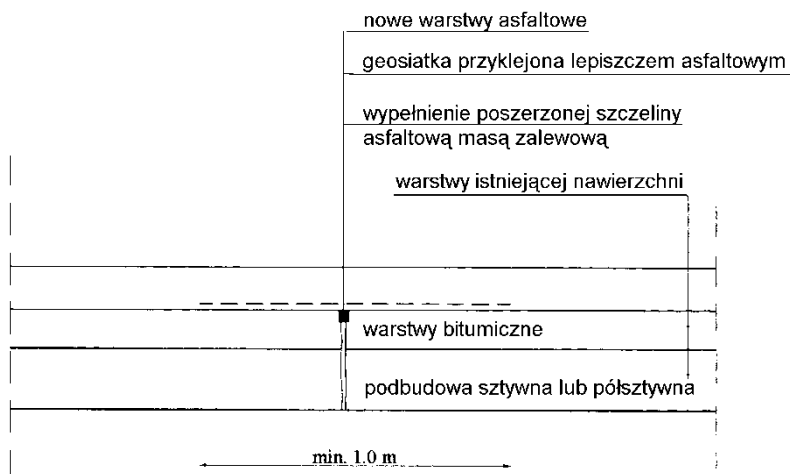 nowe warstwy asfaltowe
geosiatka przyklejona lepiszczem asfaltowym
wypełnienie poszerzonej szczeliny
asfaltową masą zalewową
warstwy istniejącej nawierzchni
warstwy bitumiczne
podbudowa sztywna lub półsztywna
min. 1.0 m